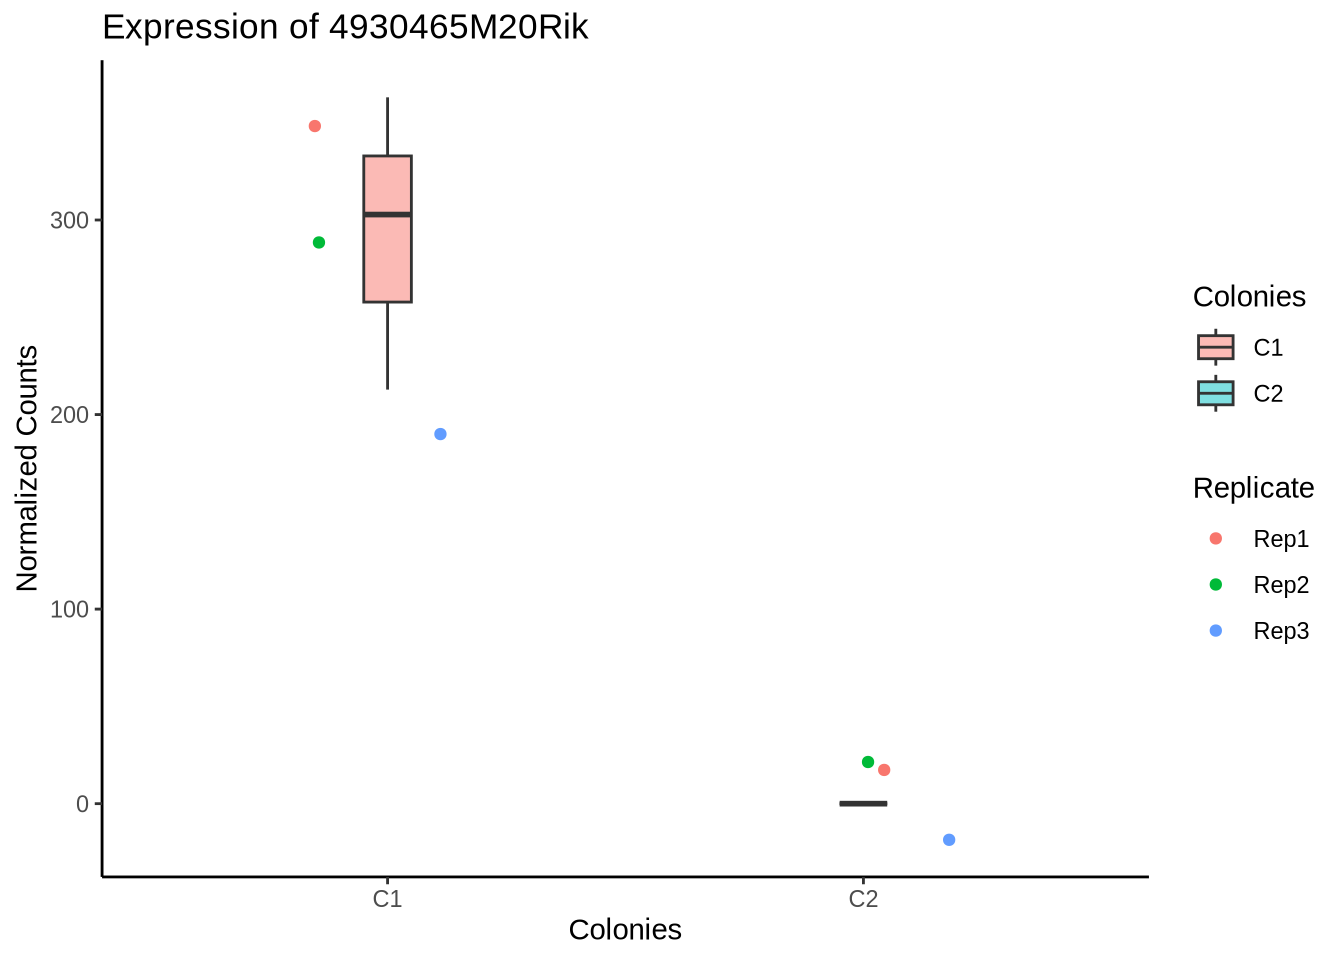 Expression of 4930465M20Rik
Normalized Counts
300
200
100
0
C1
C2
Colonies
Colonies
C1
C2
Replicate
Rep1
Rep2
Rep3